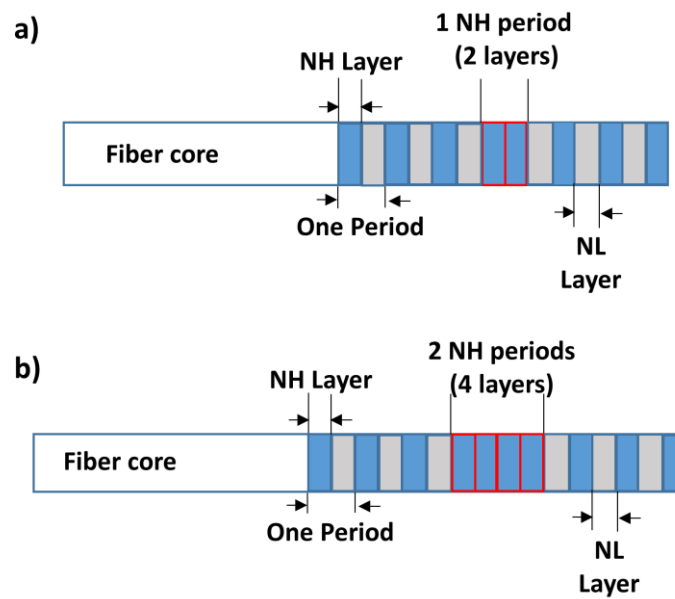 a)
1 NH period
(2 layers)
NH Layer
Fiber core
One Period
NL
Layer
b)
2 NH periods
(4 layers)
NH Layer
Fiber core
One Period
NL
Layer